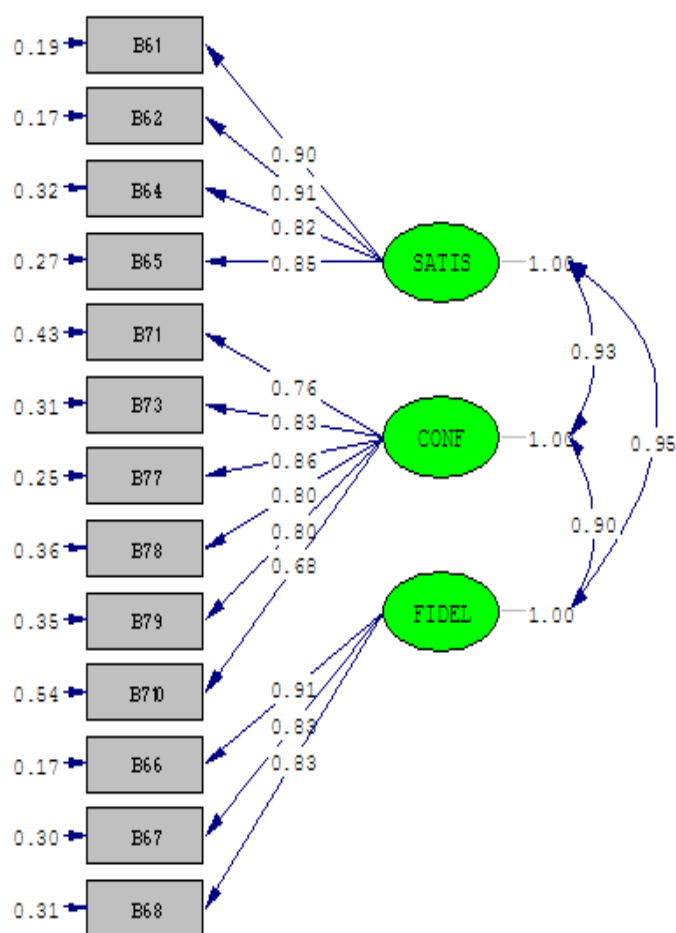 0.19 B61
0.17 B62
0.90
0.91
0.32 B64
0.82
0.27 B65 0.85 SATIS 1.00
0.43 B71
0.93
0.76
0.31 B73
0.83
CONF 1.00
0.95
0.86
0.25 B77
0.80
0.80
0.90
0.36 B78
0.68
0.35 B79
FIDEL 1.00
0.54 B710
0.91
0.83
0.17 B66
0.83
0.30 B67
0.31 B68